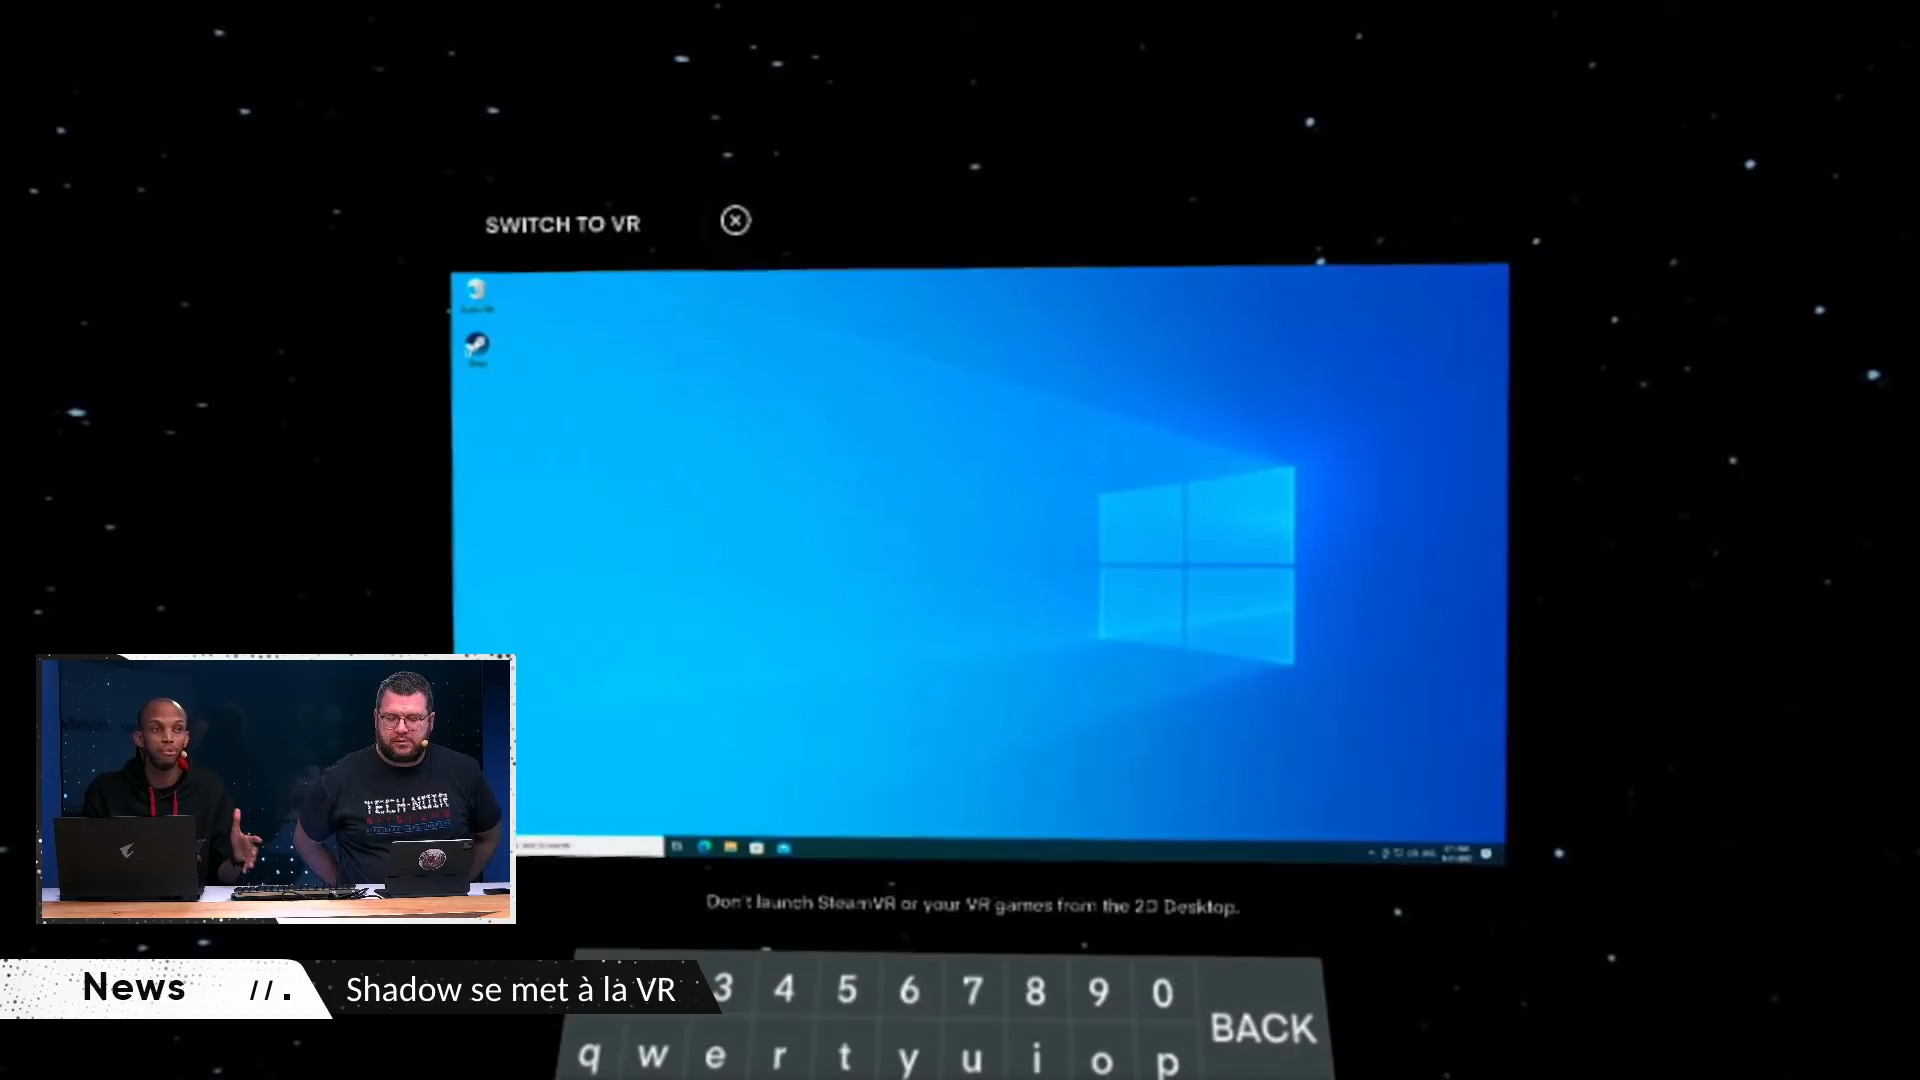 SWITCH TO VR
TECH-NOIR
Don't launch SteamVR or your VR games from the 2D Desktop.
News //.
Shadow se met à la VR
3 4 5 6 7 8 9 0
BACK
q w e r t y u i o p